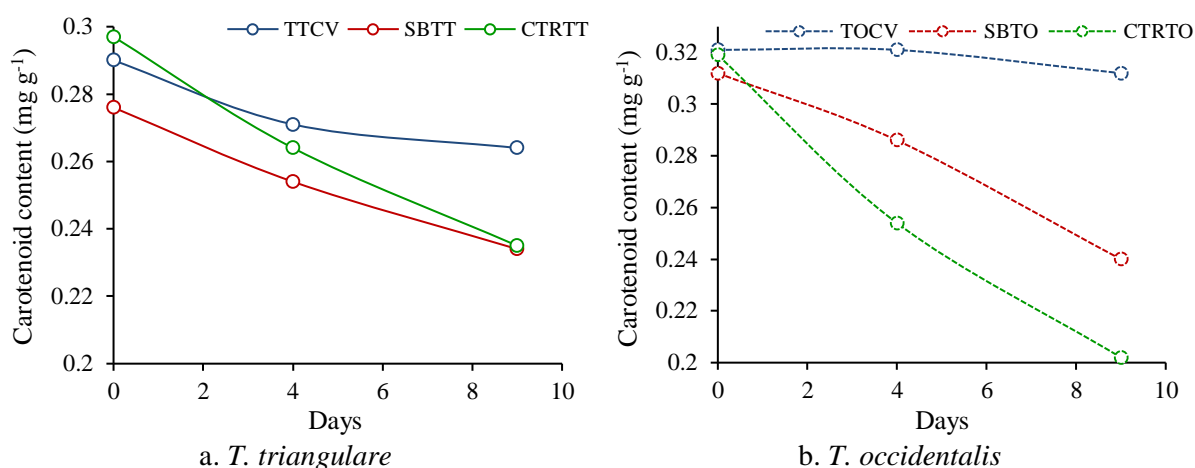 TTCV SBTT CTRTT
0.3
0.28
0.26
0.24
0.22
0.2
Carotenoid content (mg g-1)
0 2 4 6 8 10
Days
a. T. triangulare
TOCV SBTO CTRTO
0.32
0.3
0.28
0.26
0.24
0.22
0.2
Carotenoid content (mg g-1)
0 2 4 6 8 10
Days
b. T. occidentalis